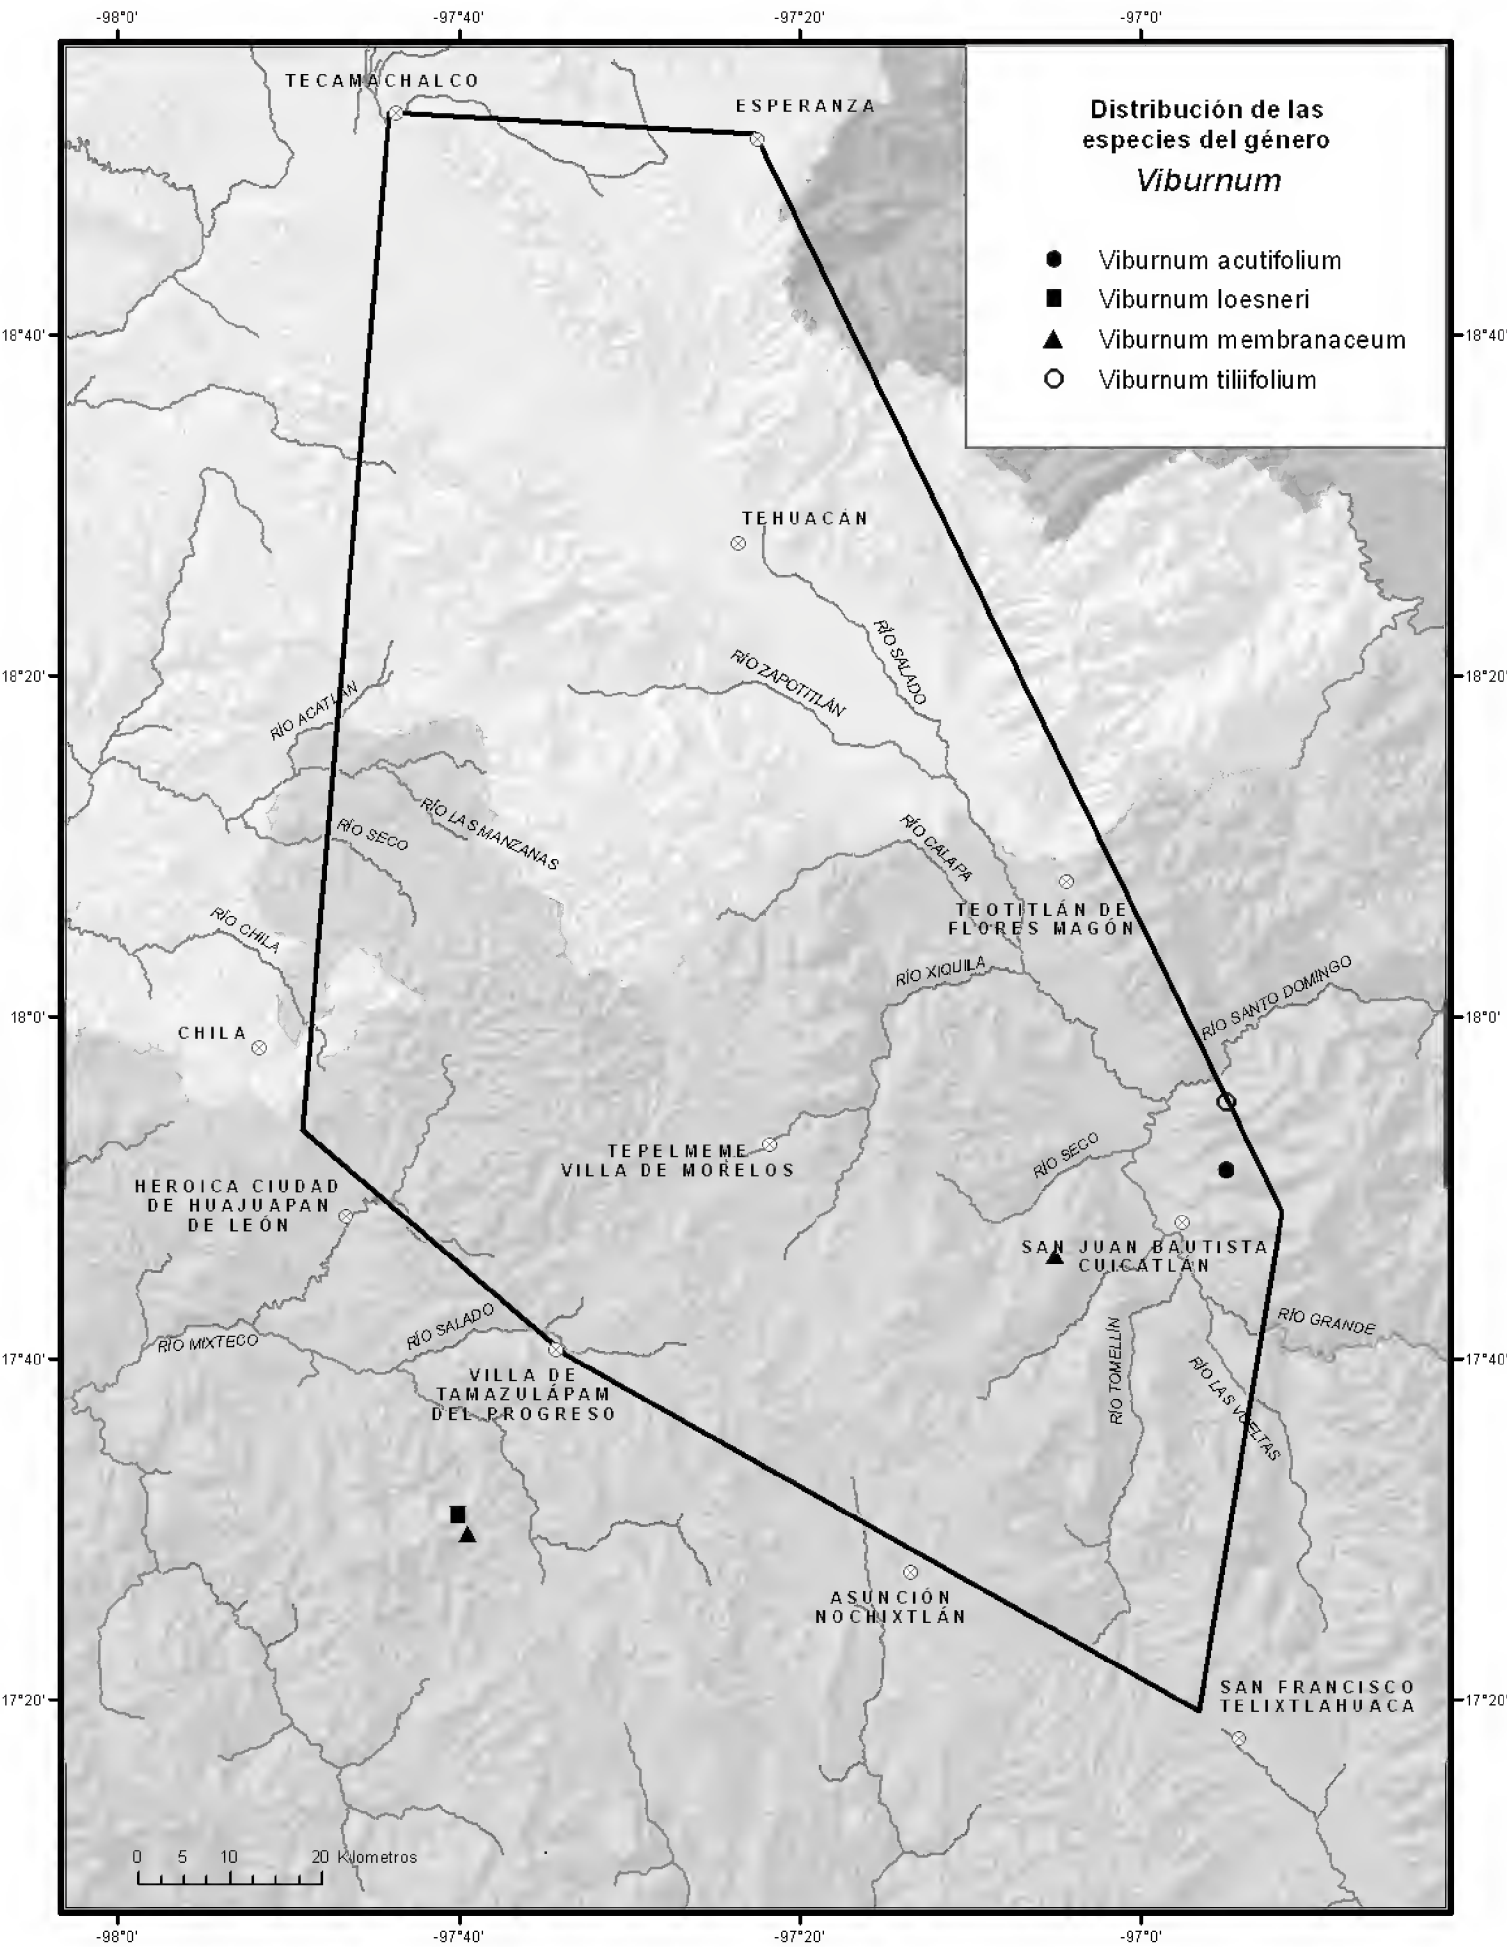 -98°0'
-97°40'
-97°20'
-97°0'
TECAMACHALCO
ESPERANZA
Distribución de las
especies del género
Viburnum
Viburnum acutifolium
Viburnum loesneri
Viburnum membranaceum
Viburnum tiliifolium
18°40'
18°40'
TEHUACÁN
RÍO SALADO
RÍO ZAPOTITLÁN
18°20'
18°20'
RÍO ACATLÁN
RÍO LAS MANZANAS
RÍO SECO
RÍO CALAPA
TEOTITLÁN DE
FLORES MAGÓN
RÍO CHILA
RÍO XIQUILA
RÍO SANTO DOMINGO
18°0'
18°0'
CHILA
TEPELMEME
VILLA DE MORELOS
RÍO SECO
HEROICA CIUDAD
DE HUAJUAPAN
DE LEÓN
SAN JUAN BAUTISTA
CUICATLÁN
RÍO GRANDE
RÍO SALADO
RÍO MIXTECO
17°40'
17°40'
VILLA DE
TAMAZULÁPAM
DEL PROGRESO
RÍO TOMELLÍN
RÍO LAS VUELTAS
ASUNCIÓN
NOCHIXTLÁN
SAN FRANCISCO
TELIXTLAHUACA
17°20'
17°20'
0 5 10 20 Kilometros
-98°0'
-97°40'
-97°20'
-97°0'